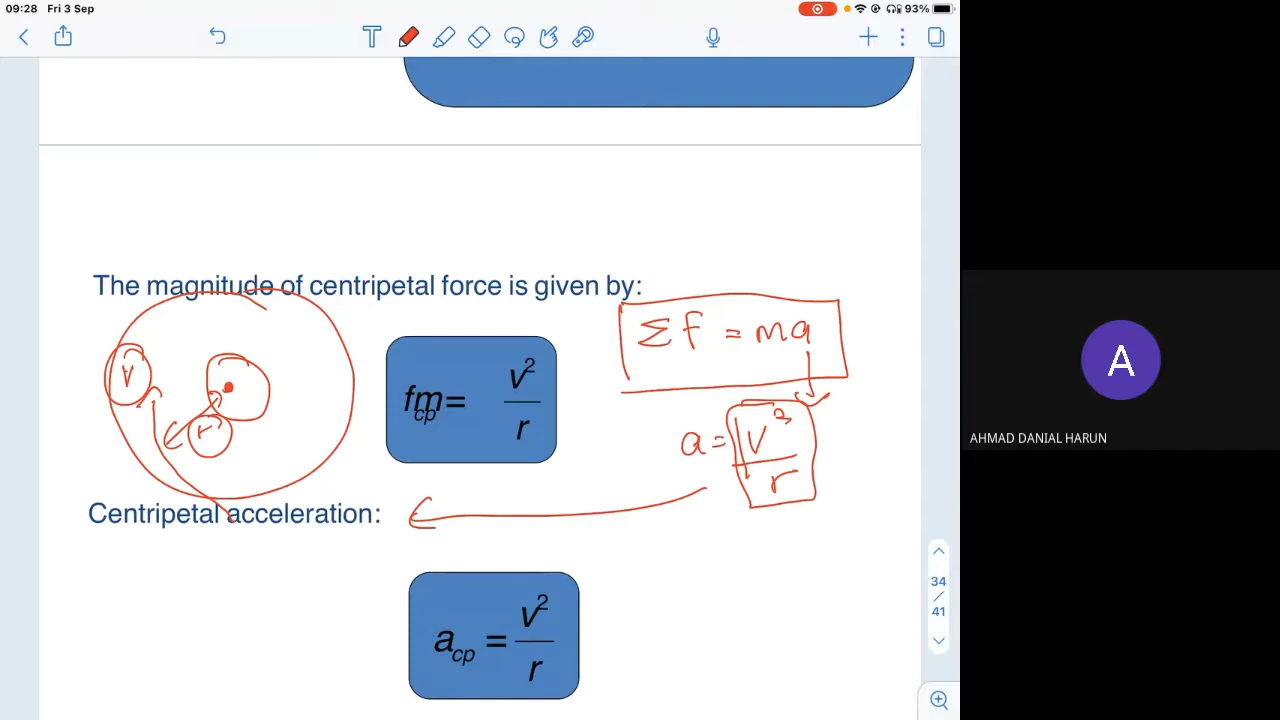 09:28 Fri 3 Sep
93%
T
The magnitude of centripetal force is given by:
Σ F = ma
V
r
fm = v²
cp
r
a = V²
r
Centripetal acceleration:
a_cp = v²
r
34
/
41
A
AHMAD DANIAL HARUN